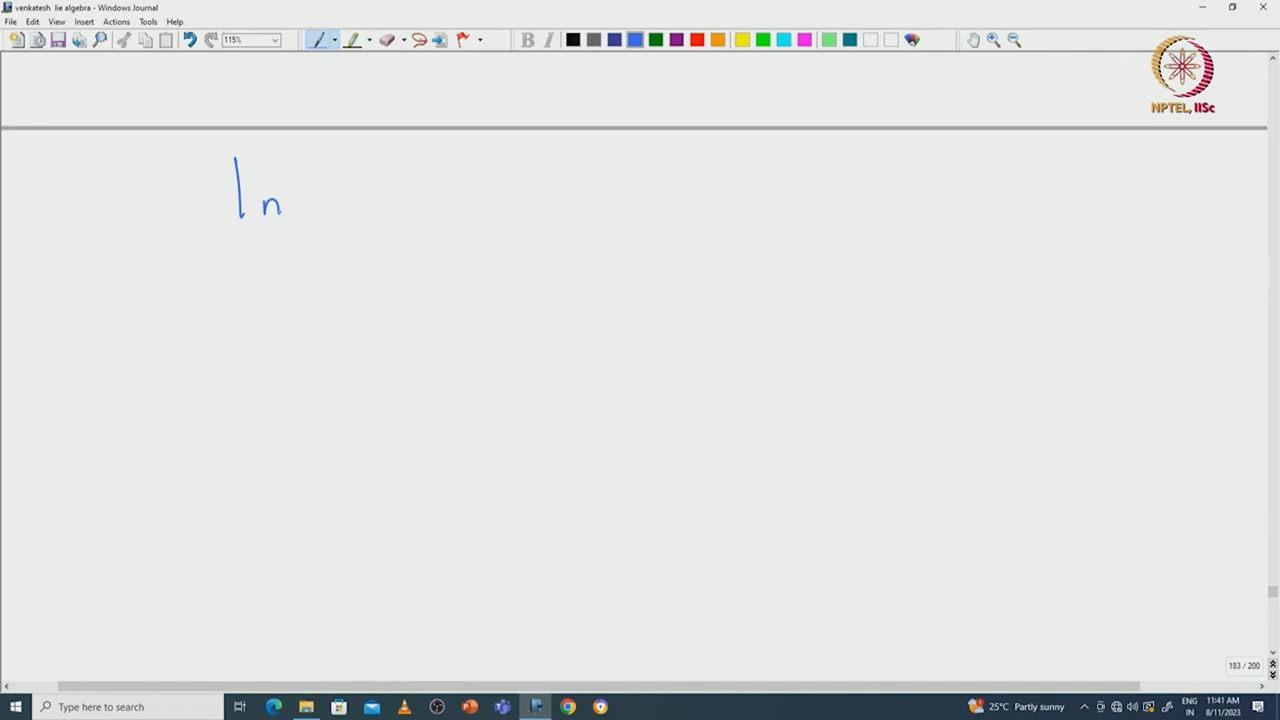 venkatesh lie algebra - Windows Journal
File Edit View Insert Actions Tools Help
115%
B I
NPTEL, IISc
In
183 / 200
Type here to search
25°C Partly sunny
ENG
IN
11:41 AM
8/11/2023